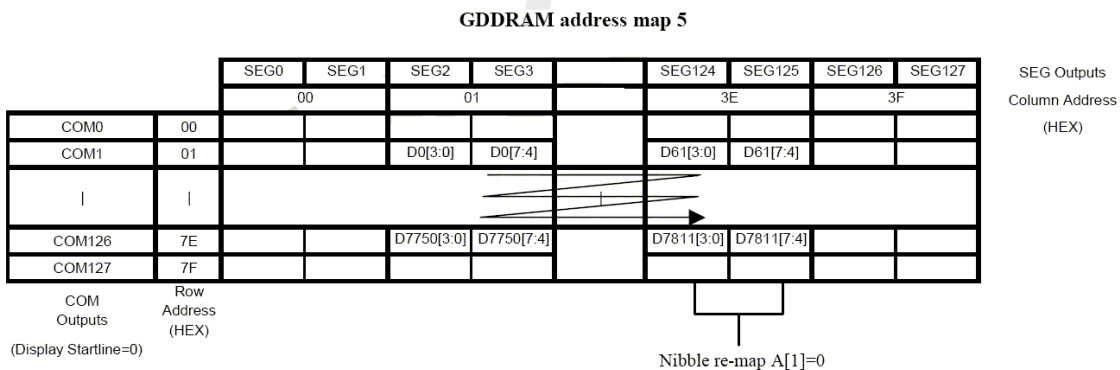 GDDRAM address map 5
SEG0 SEG1 SEG2 SEG3 SEG124 SEG125 SEG126 SEG127 SEG Outputs
00 01 3E 3F Column Address
(HEX)
COM0 00
COM1 01 D0[3:0] D0[7:4] D61[3:0] D61[7:4]
| | |
COM126 7E D7750[3:0] D7750[7:4] D7811[3:0] D7811[7:4]
COM127 7F
COM
Outputs
(Display Startline=0)
Row
Address
(HEX)
Nibble re-map A[1]=0